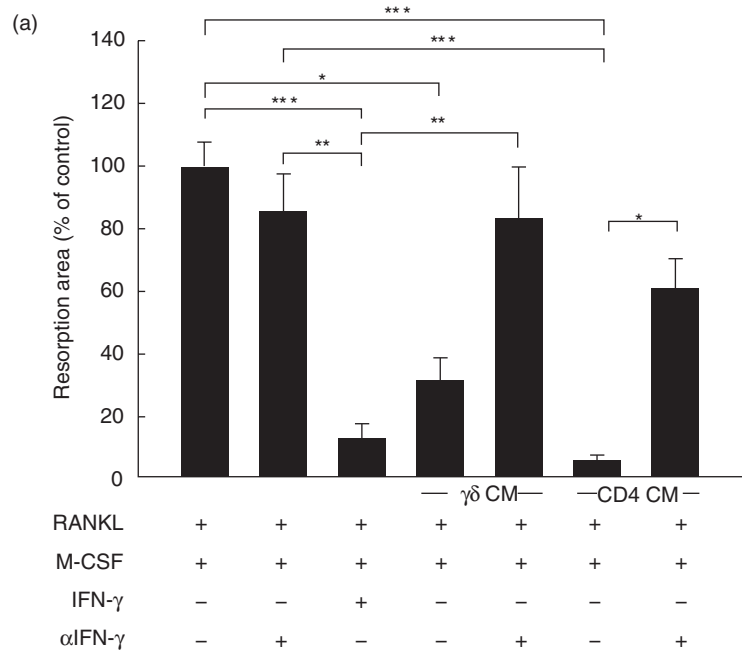 (a)
140
120
100
80
60
40
20
0
Resorption area (% of control)
***
***
*
***
**
**
*
— γδ CM — —CD4 CM —
RANKL + + + + + + +
M-CSF + + + + + + +
IFN-γ – – + – – – –
αIFN-γ – + – – + – +